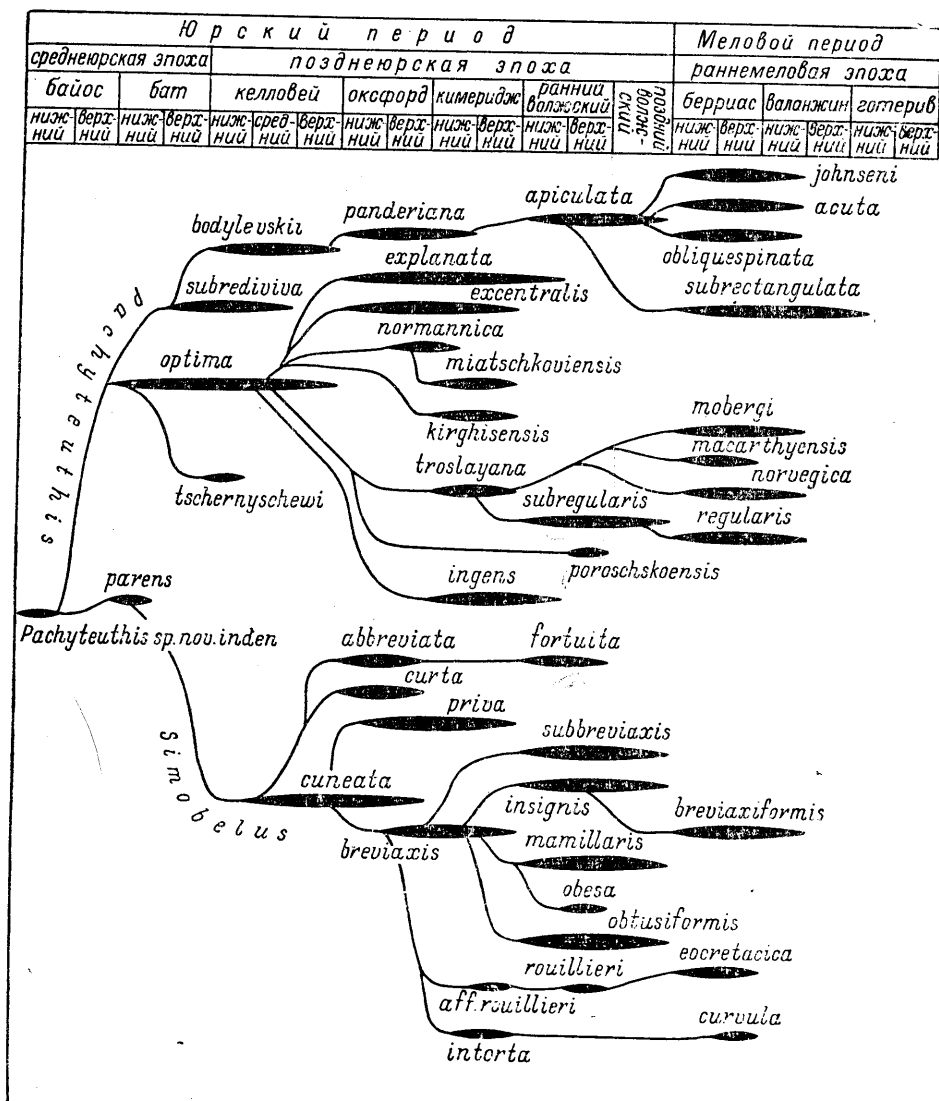 Юрский период Меловой период
среднеюрская эпоха позднеюрская эпоха раннемеловая эпоха
байос бат келловей оксфорд кимеридж ранний волжский поздний волжс- ский берриас валанжин готерив
ниж- верх- ниж- верх- ниж- сред- верх- ниж- верх- ниж- верх- ниж- верх- ниж- верх- ниж- верх- ниж- верх-
ний ний ний ний ний ний ний ний ний ний ний ний ний ний ний ний ний ний ний
johnseni
apiculata
acuta
panderiana
bodylevskii
obliquespinata
explanata
subrediviva
subrectangulata
excentralis
normannica
optima
miatschkoviensis
mobergi
kirghisensis
macarthyensis
troslayana
norvegica
tschernyschewi
subregularis
regularis
Pachyteuthis
poroschskoensis
ingens
parens
Pachyteuthis sp.nov.inden
abbreviata
fortuita
curta
priva
subbreviaxis
Simobelus
cuneata
insignis
breviaxiformis
breviaxis
mamillaris
obesa
obtusiformis
eocretacica
rouillieri
aff.rouillieri
curvula
intorta